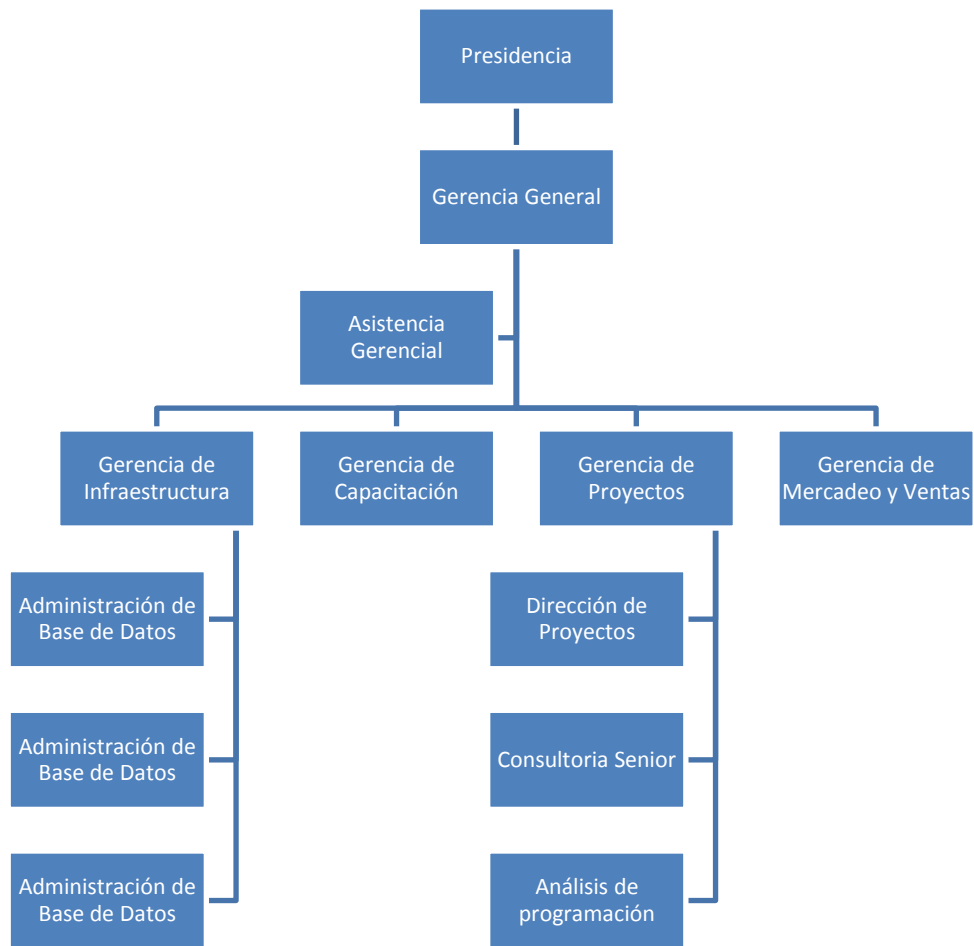 Presidencia
Gerencia General
Asistencia
Gerencial
Gerencia de
Infraestructura
Gerencia de
Capacitación
Gerencia de
Proyectos
Gerencia de
Mercadeo y Ventas
Administración de
Base de Datos
Dirección de
Proyectos
Administración de
Base de Datos
Consultoria Senior
Administración de
Base de Datos
Análisis de
programación